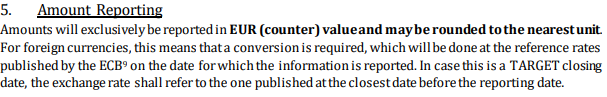 5. Amount Reporting
Amounts will exclusively be reported in EUR (counter) value and may be rounded to the nearest unit.
For foreign currencies, this means that a conversion is required, which will be done at the reference rates
published by the ECB⁹ on the date for which the information is reported. In case this is a TARGET closing
date, the exchange rate shall refer to the one published at the closest date before the reporting date.